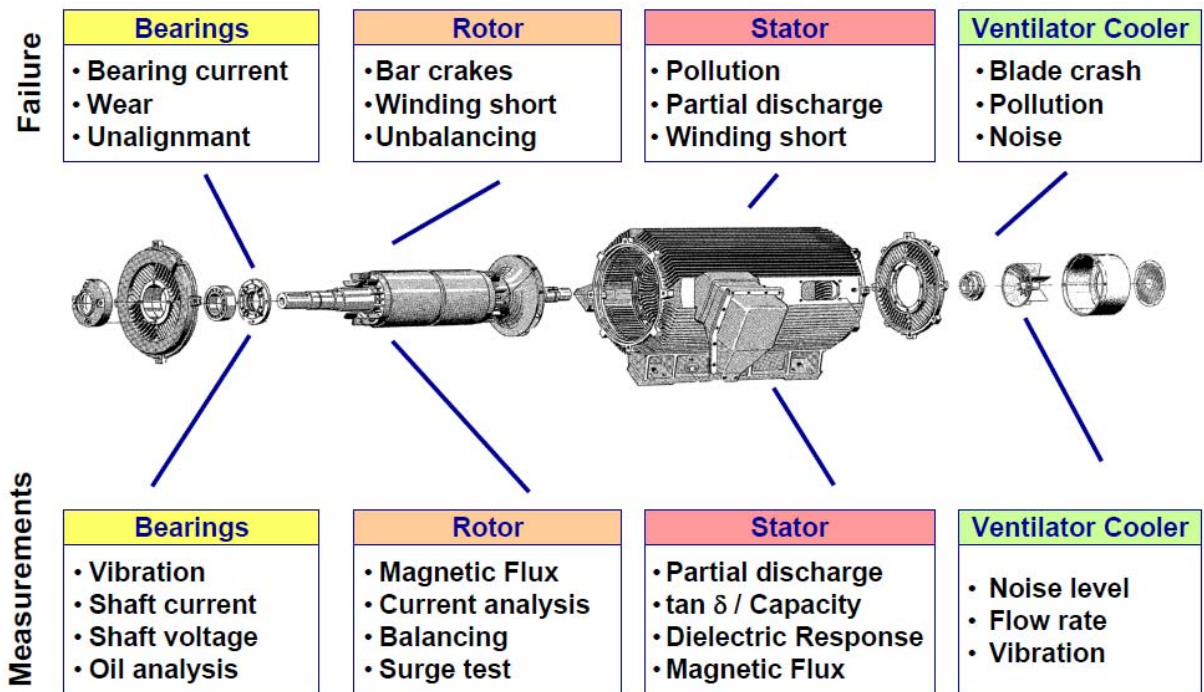 Failure
Bearings
• Bearing current
• Wear
• Unalignmant
Rotor
• Bar crakes
• Winding short
• Unbalancing
Stator
• Pollution
• Partial discharge
• Winding short
Ventilator Cooler
• Blade crash
• Pollution
• Noise
Measurements
Bearings
• Vibration
• Shaft current
• Shaft voltage
• Oil analysis
Rotor
• Magnetic Flux
• Current analysis
• Balancing
• Surge test
Stator
• Partial discharge
• tan δ / Capacity
• Dielectric Response
• Magnetic Flux
Ventilator Cooler
• Noise level
• Flow rate
• Vibration